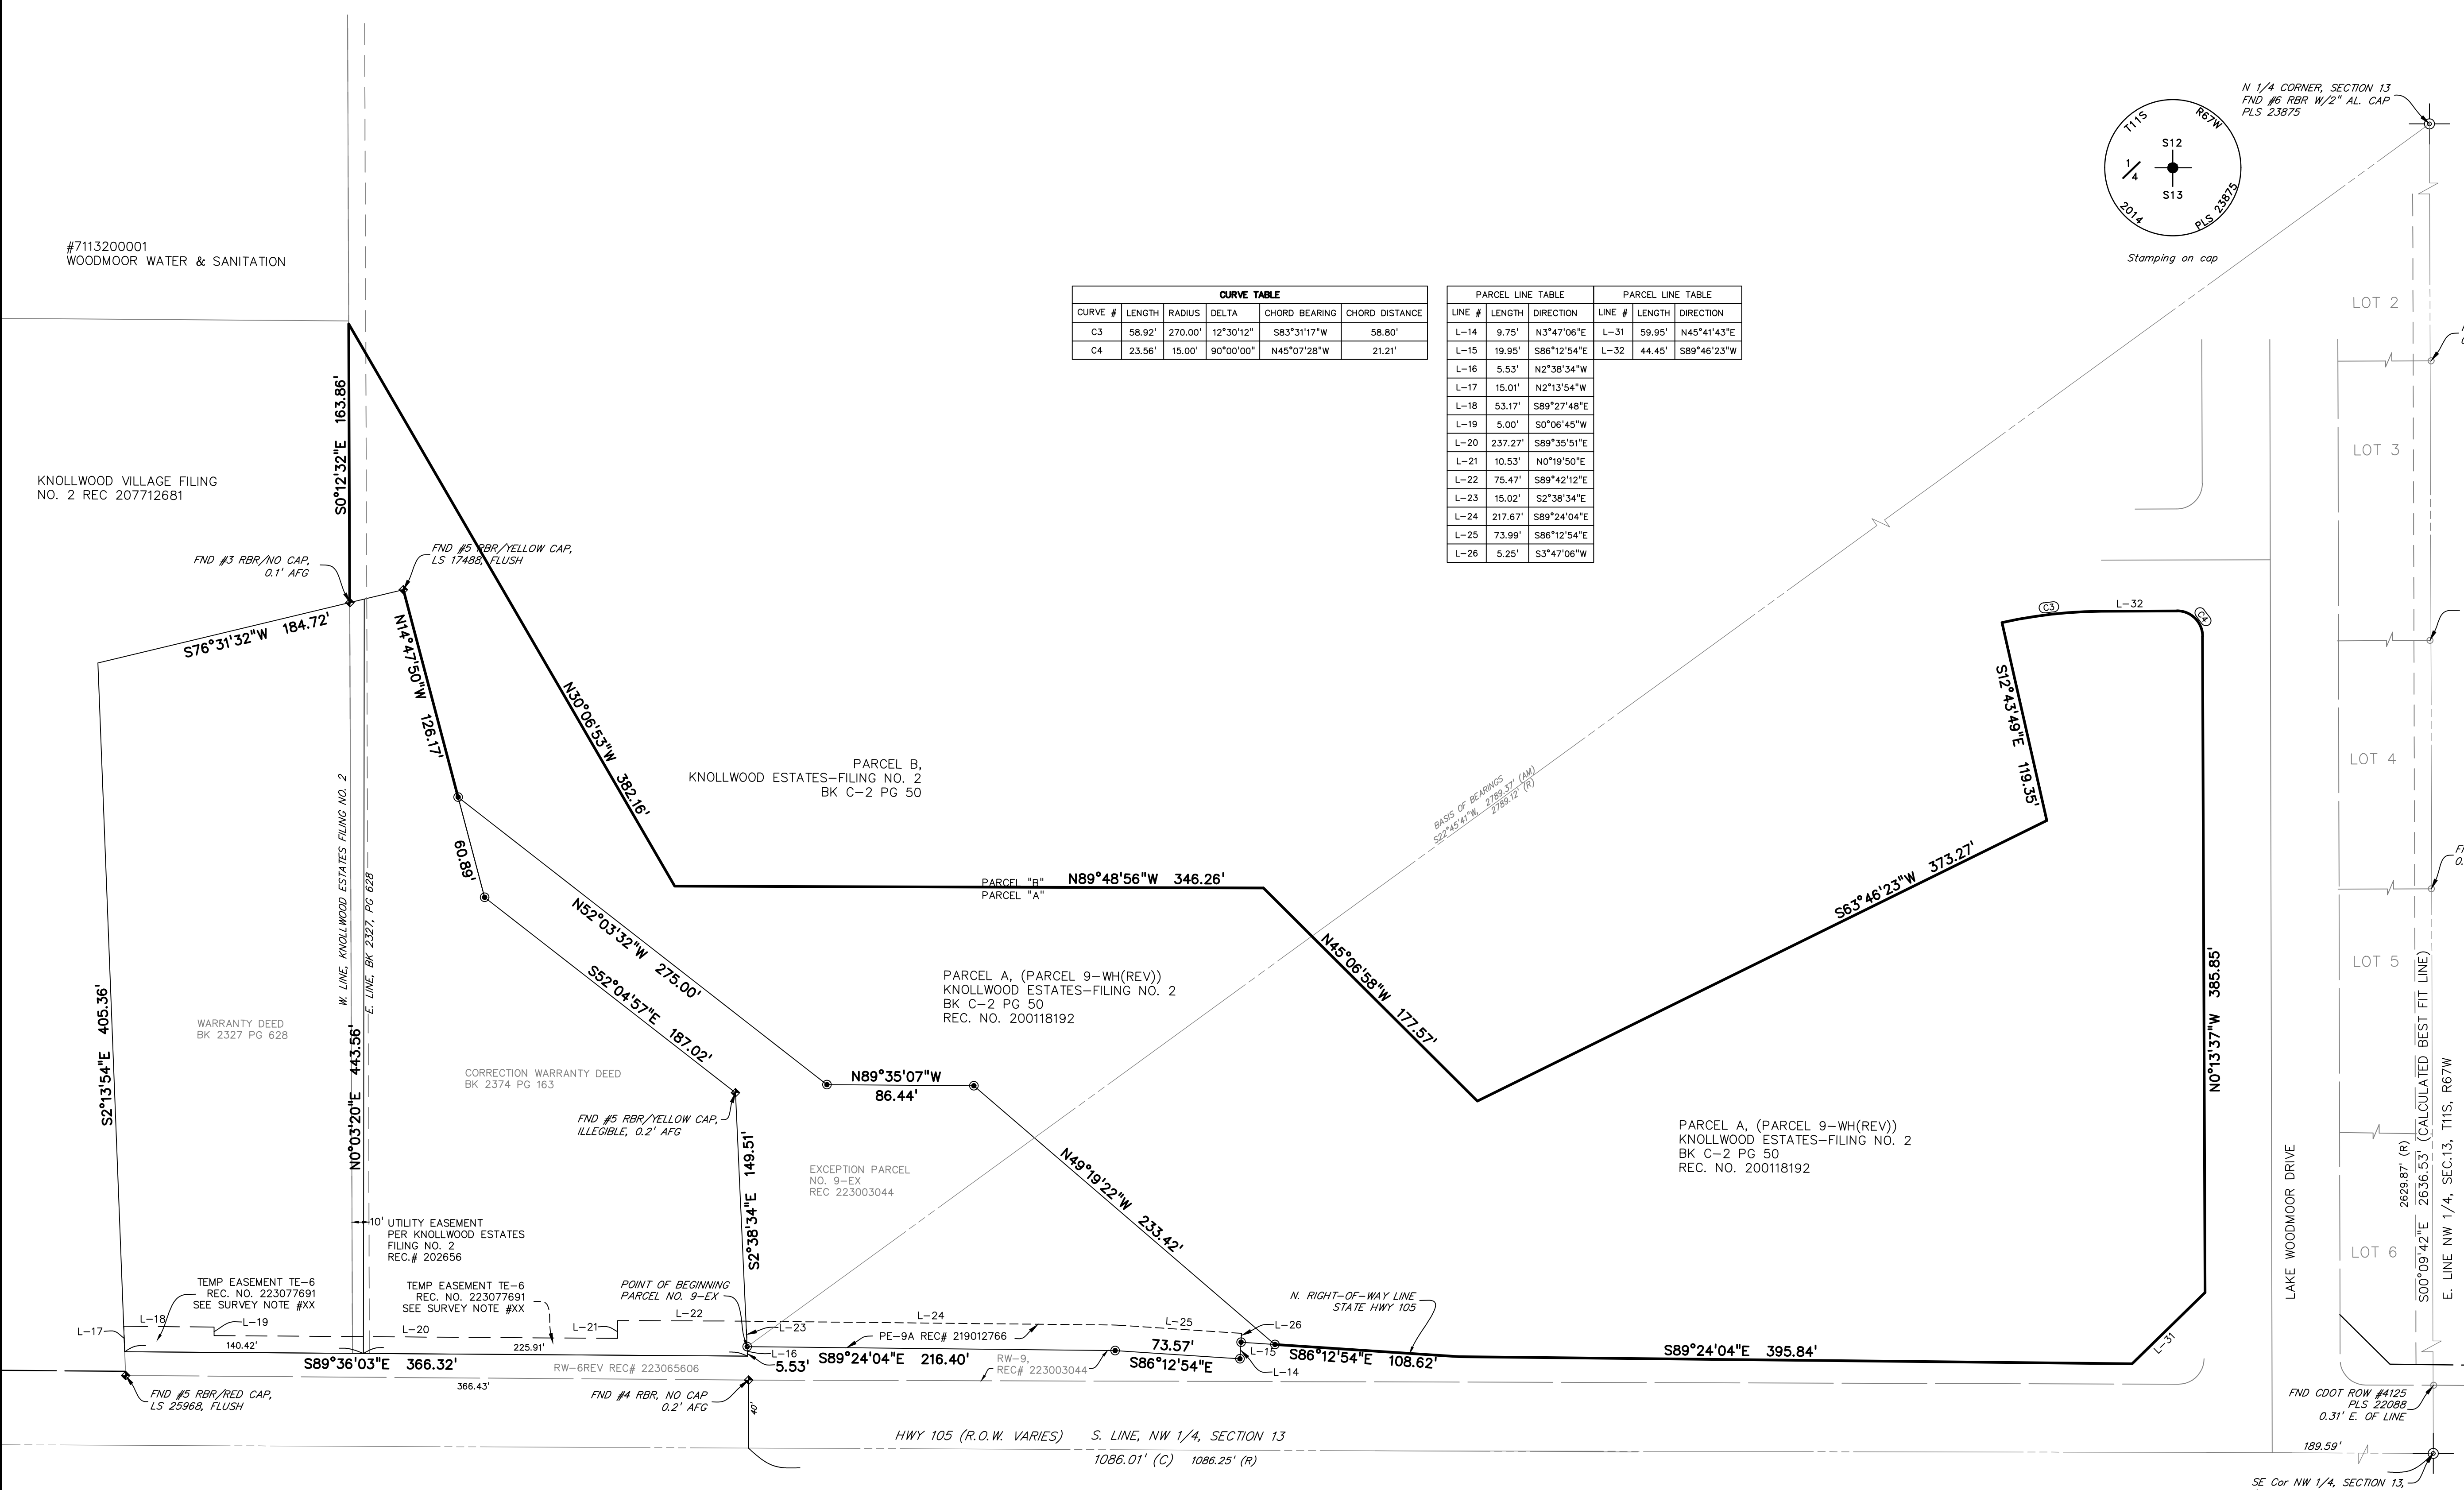 N 1/4 CORNER, SECTION 13
FND #6 RBR W/2" AL. CAP
PLS 23875
T11S
R67W
S12
1/4
S13
2014
PLS 23875
Stamping on cap
#7113200001
WOODMOOR WATER & SANITATION
CURVE TABLE
CURVE # LENGTH RADIUS DELTA CHORD BEARING CHORD DISTANCE
C3 58.92' 270.00' 12°30'12" S83°31'17"W 58.80'
C4 23.56' 15.00' 90°00'00" N45°07'28"W 21.21'
PARCEL LINE TABLE
LINE # LENGTH DIRECTION
L-14 9.75' N3°47'06"E
L-15 19.95' S86°12'54"E
L-16 5.53' N2°38'34"W
L-17 15.01' N2°13'54"W
L-18 53.17' S89°27'48"E
L-19 5.00' S0°06'45"W
L-20 237.27' S89°35'51"E
L-21 10.53' N0°19'50"E
L-22 75.47' S89°42'12"E
L-23 15.02' S2°38'34"E
L-24 217.67' S89°24'04"E
L-25 73.99' S86°12'54"E
L-26 5.25' S3°47'06"W
PARCEL LINE TABLE
LINE # LENGTH DIRECTION
L-31 59.95' N45°41'43"E
L-32 44.45' S89°46'23"W
LOT 2
LOT 3
LOT 4
LOT 5
LOT 6
S0°12'32"E 163.86'
KNOLLWOOD VILLAGE FILING
NO. 2 REC 207712681
FND #3 RBR/NO CAP,
0.1' AFG
FND #5 RBR/YELLOW CAP,
LS 17488, FLUSH
S76°31'32"W 184.72'
N14°47'50"W 126.17'
60.89'
N30°06'53"W 382.16'
PARCEL B,
KNOLLWOOD ESTATES-FILING NO. 2
BK C-2 PG 50
BASIS OF BEARINGS
S22°45'41"W, 2789.37' (AM)
2789.12' (R)
C3
L-32
C4
S12°43'49"E 119.35'
PARCEL "B"
PARCEL "A"
N89°48'56"W 346.26'
S63°46'23"W 373.27'
N45°06'58"W 177.57'
W. LINE, KNOLLWOOD ESTATES FILING NO. 2
E. LINE, BK 2327, PG 628
N52°03'32"W 275.00'
S52°04'57"E 187.02'
PARCEL A, (PARCEL 9-WH(REV))
KNOLLWOOD ESTATES-FILING NO. 2
BK C-2 PG 50
REC. NO. 200118192
S2°13'54"E 405.36'
WARRANTY DEED
BK 2327 PG 628
N0°03'20"E 443.56'
CORRECTION WARRANTY DEED
BK 2374 PG 163
N89°35'07"W
86.44'
FND #5 RBR/YELLOW CAP,
ILLEGIBLE, 0.2' AFG
S2°38'34"E 149.51'
EXCEPTION PARCEL
NO. 9-EX
REC 223003044
N49°19'22"W 233.42'
PARCEL A, (PARCEL 9-WH(REV))
KNOLLWOOD ESTATES-FILING NO. 2
BK C-2 PG 50
REC. NO. 200118192
N0°13'37"W 385.85'
LAKE WOODMOOR DRIVE
2629.87' (R)
S00°09'42"E 2636.53' (CALCULATED BEST FIT LINE)
E. LINE NW 1/4, SEC.13, T11S, R67W
10' UTILITY EASEMENT
PER KNOLLWOOD ESTATES
FILING NO. 2
REC.# 202656
TEMP EASEMENT TE-6
REC. NO. 223077691
SEE SURVEY NOTE #XX
TEMP EASEMENT TE-6
REC. NO. 223077691
SEE SURVEY NOTE #XX
POINT OF BEGINNING
PARCEL NO. 9-EX
N. RIGHT-OF-WAY LINE
STATE HWY 105
L-17
L-18
L-19
L-20
L-21
L-22
L-23
L-24
L-25
L-26
140.42'
225.91'
S89°36'03"E 366.32'
RW-6REV REC# 223065606
366.43'
L-16
5.53'
PE-9A REC# 219012766
S89°24'04"E 216.40'
RW-9,
REC# 223003044
73.57'
S86°12'54"E
L-15
L-14
S86°12'54"E 108.62'
S89°24'04"E 395.84'
L-31
FND #5 RBR/RED CAP,
LS 25968, FLUSH
FND #4 RBR, NO CAP
0.2' AFG
40'
HWY 105 (R.O.W. VARIES) S. LINE, NW 1/4, SECTION 13
1086.01' (C) 1086.25' (R)
FND CDOT ROW #4125
PLS 22088
0.31' E. OF LINE
189.59'
SE Cor NW 1/4, SECTION 13,